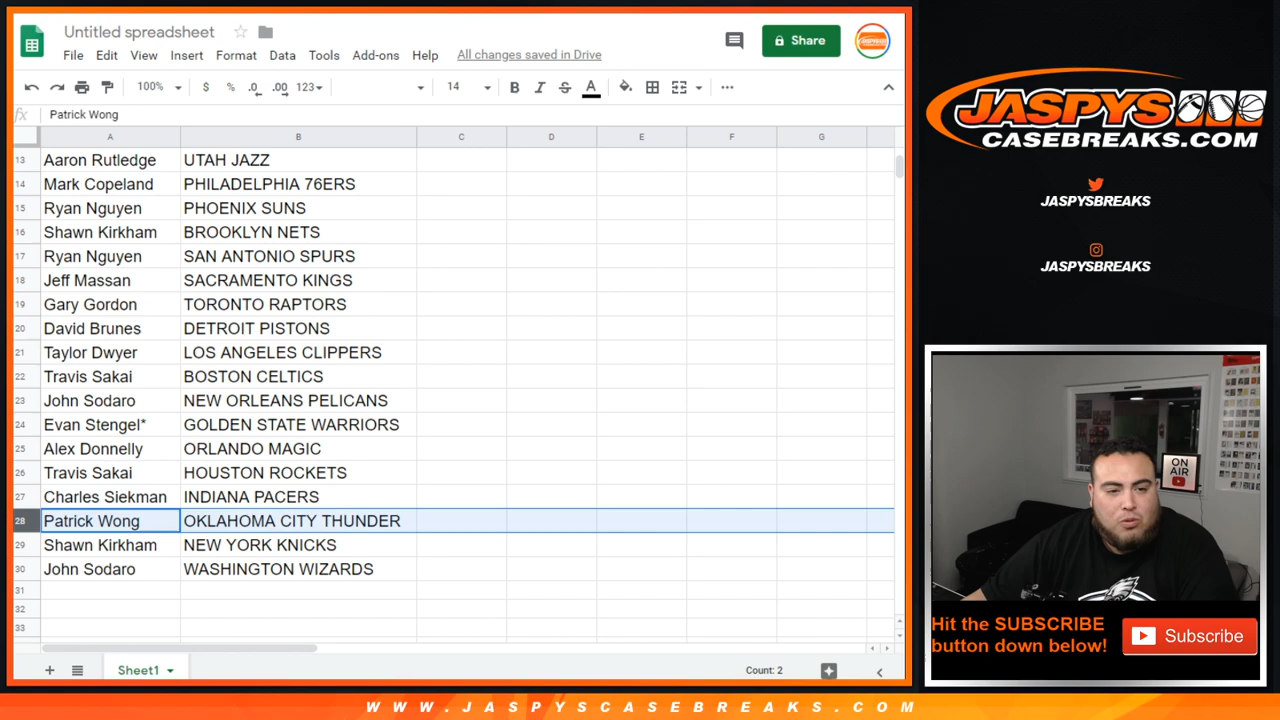 Untitled spreadsheet
File Edit View Insert Format Data Tools Add-ons Help All changes saved in Drive
Share
100% $ % .0 .00 123 14 B I S A
fx Patrick Wong
A B C D E F G
13 Aaron Rutledge UTAH JAZZ
14 Mark Copeland PHILADELPHIA 76ERS
15 Ryan Nguyen PHOENIX SUNS
16 Shawn Kirkham BROOKLYN NETS
17 Ryan Nguyen SAN ANTONIO SPURS
18 Jeff Massan SACRAMENTO KINGS
19 Gary Gordon TORONTO RAPTORS
20 David Brunes DETROIT PISTONS
21 Taylor Dwyer LOS ANGELES CLIPPERS
22 Travis Sakai BOSTON CELTICS
23 John Sodaro NEW ORLEANS PELICANS
24 Evan Stengel* GOLDEN STATE WARRIORS
25 Alex Donnelly ORLANDO MAGIC
26 Travis Sakai HOUSTON ROCKETS
27 Charles Siekman INDIANA PACERS
28 Patrick Wong OKLAHOMA CITY THUNDER
29 Shawn Kirkham NEW YORK KNICKS
30 John Sodaro WASHINGTON WIZARDS
31
32
33
Sheet1
Count: 2
JASPYS
CASEBREAKS.COM
JASPYSBREAKS
JASPYSBREAKS
ON
AIR
Hit the SUBSCRIBE
button down below!
Subscribe
WWW.JASPYSCASEBREAKS.COM